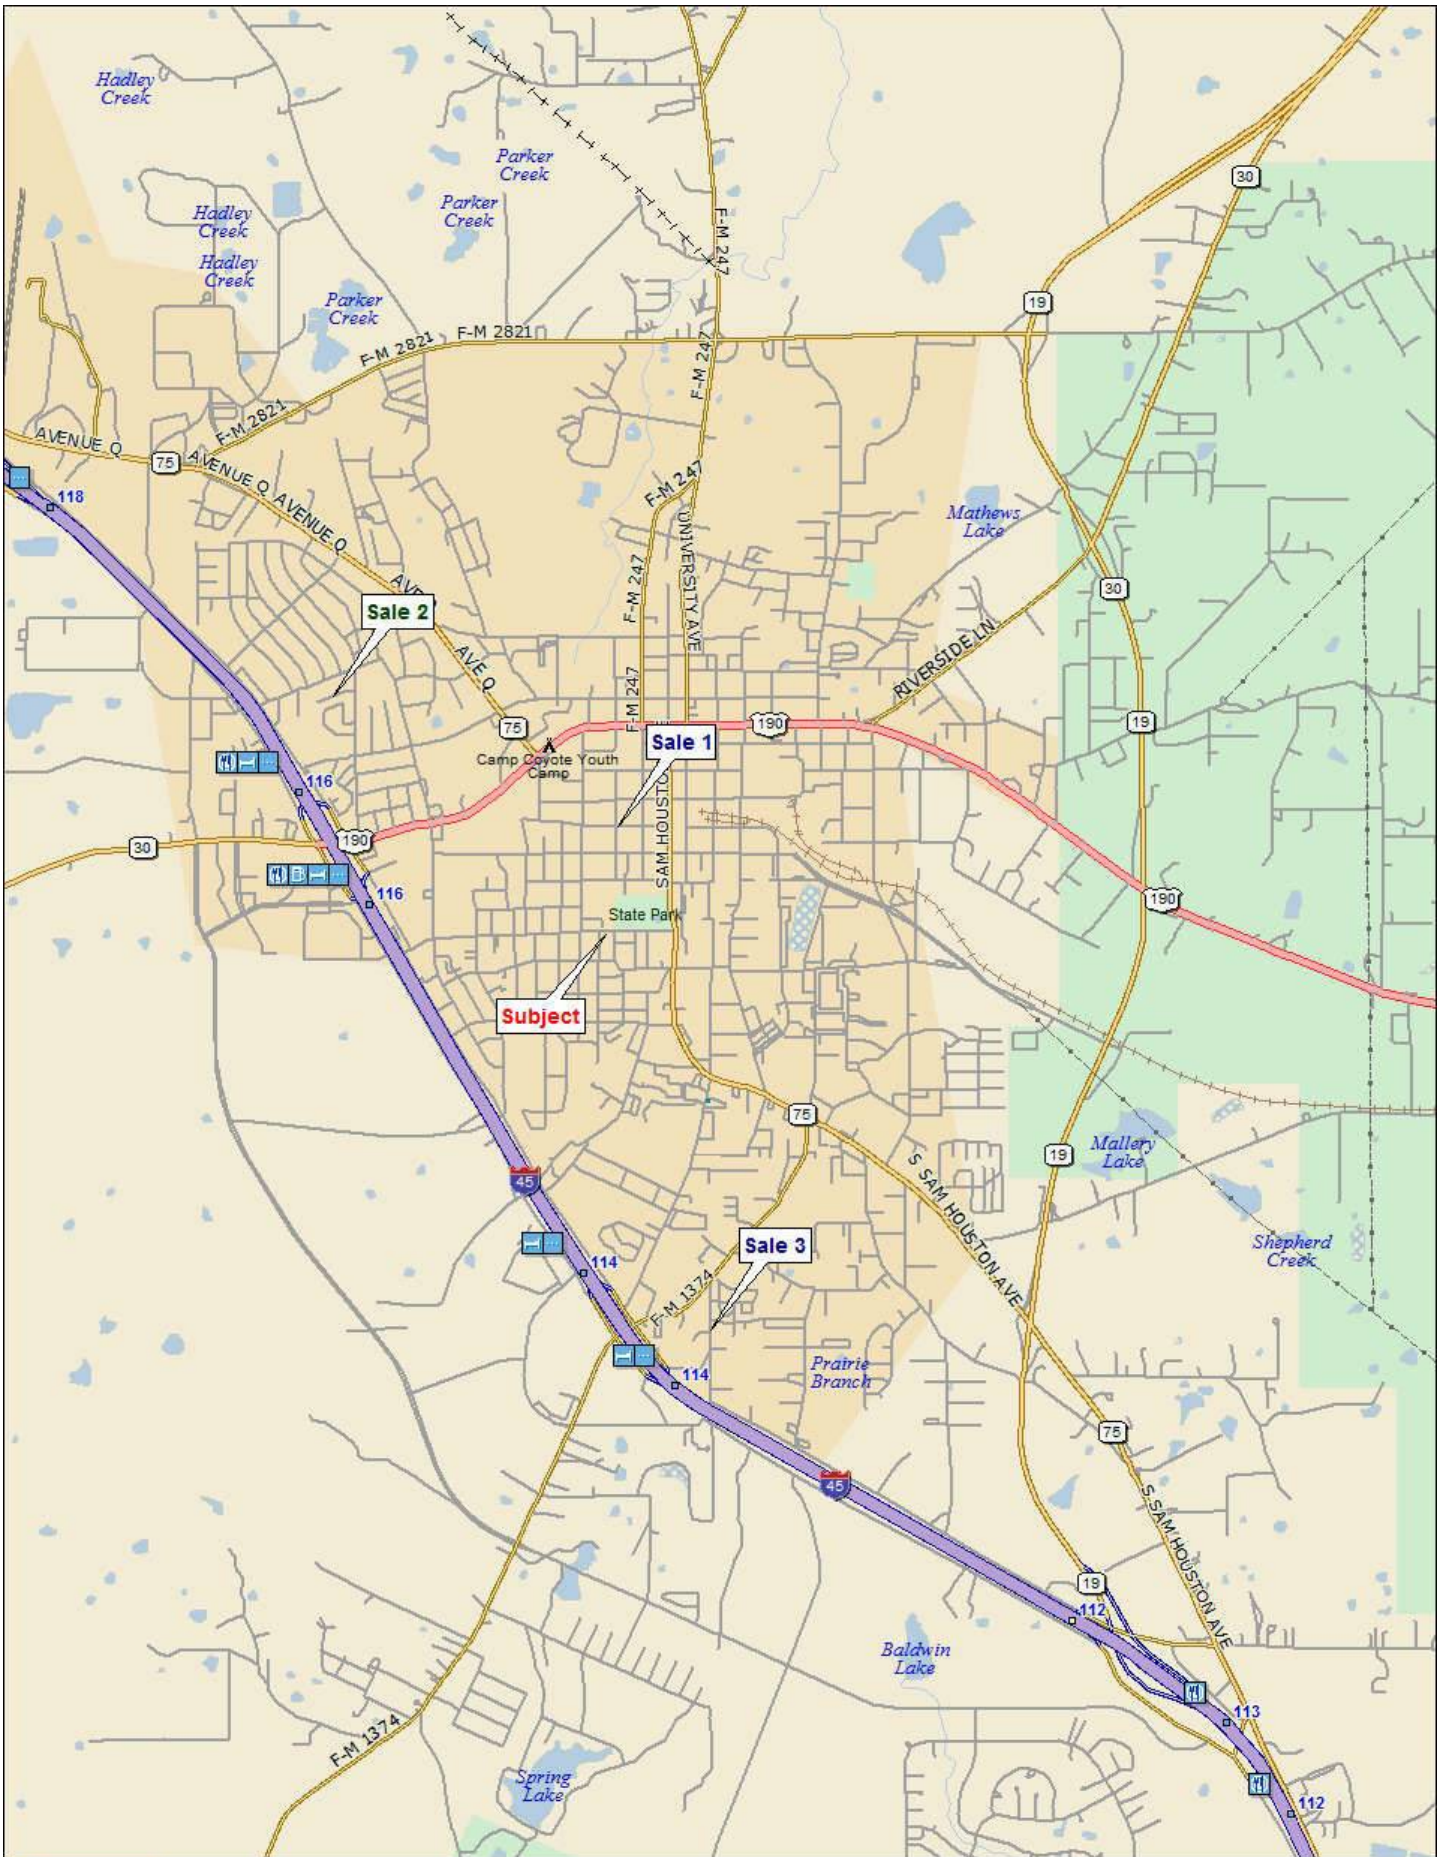 Hadley
Creek
Parker
Creek
30
Parker
Creek
Hadley
Creek
F-M 247
Hadley
Creek
Parker
Creek
19
F-M 2821
F-M 2821
F-M 247
F-M 2821
AVENUE Q
75
AVENUE Q
AVENUE Q
118
F-M 247
Mathews
Lake
UNIVERSITY AVE
F-M 247
30
Sale 2
AVE Q
RIVERSIDE LN
F-M 247
75
190
19
Sale 1
Camp Coyote Youth
Camp
116
SAM HOUSTO
30
190
116
190
State Park
Subject
75
Mallery
Lake
19
S SAM HOUSTON AVE
45
Sale 3
Shepherd
Creek
114
F-M 1374
114
Prairie
Branch
75
45
S SAM HOUSTON AVE
19
112
Baldwin
Lake
113
F-M 1374
Spring
Lake
112